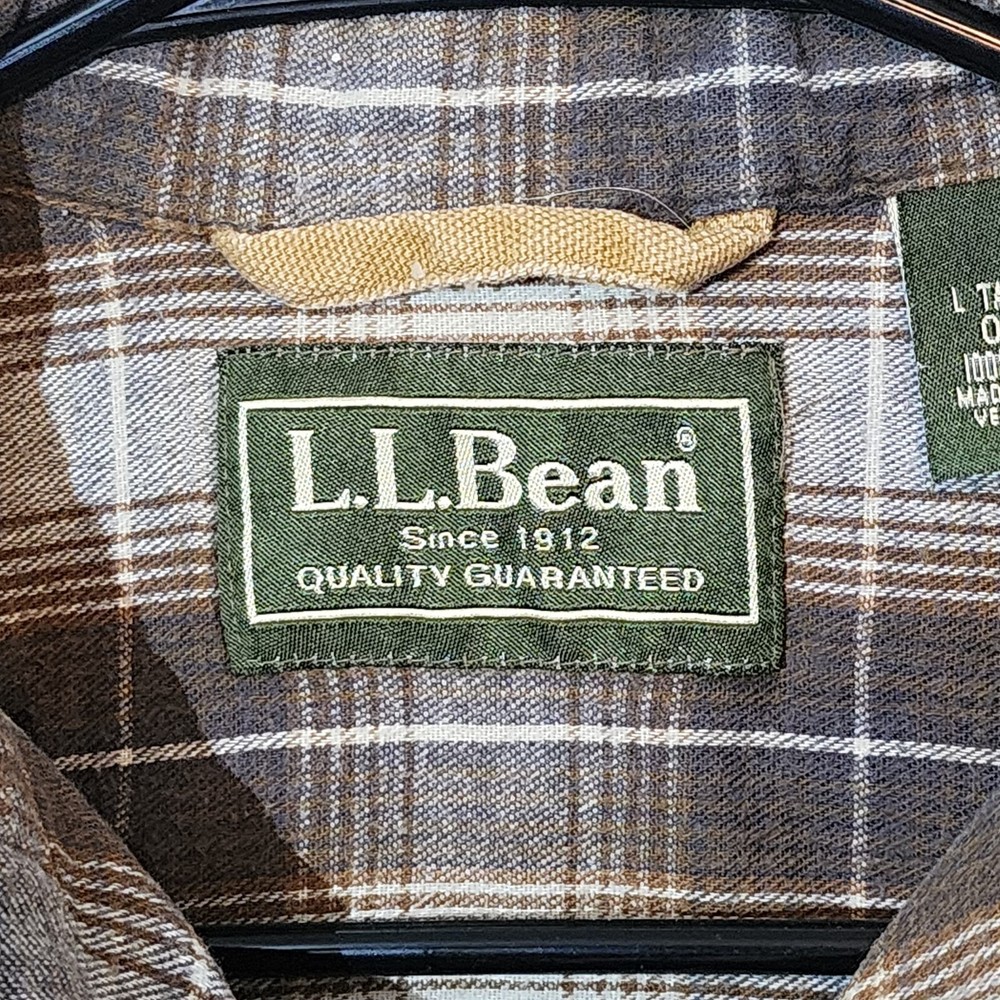 L.L.Bean®
Since 1912
QUALITY GUARANTEED
L